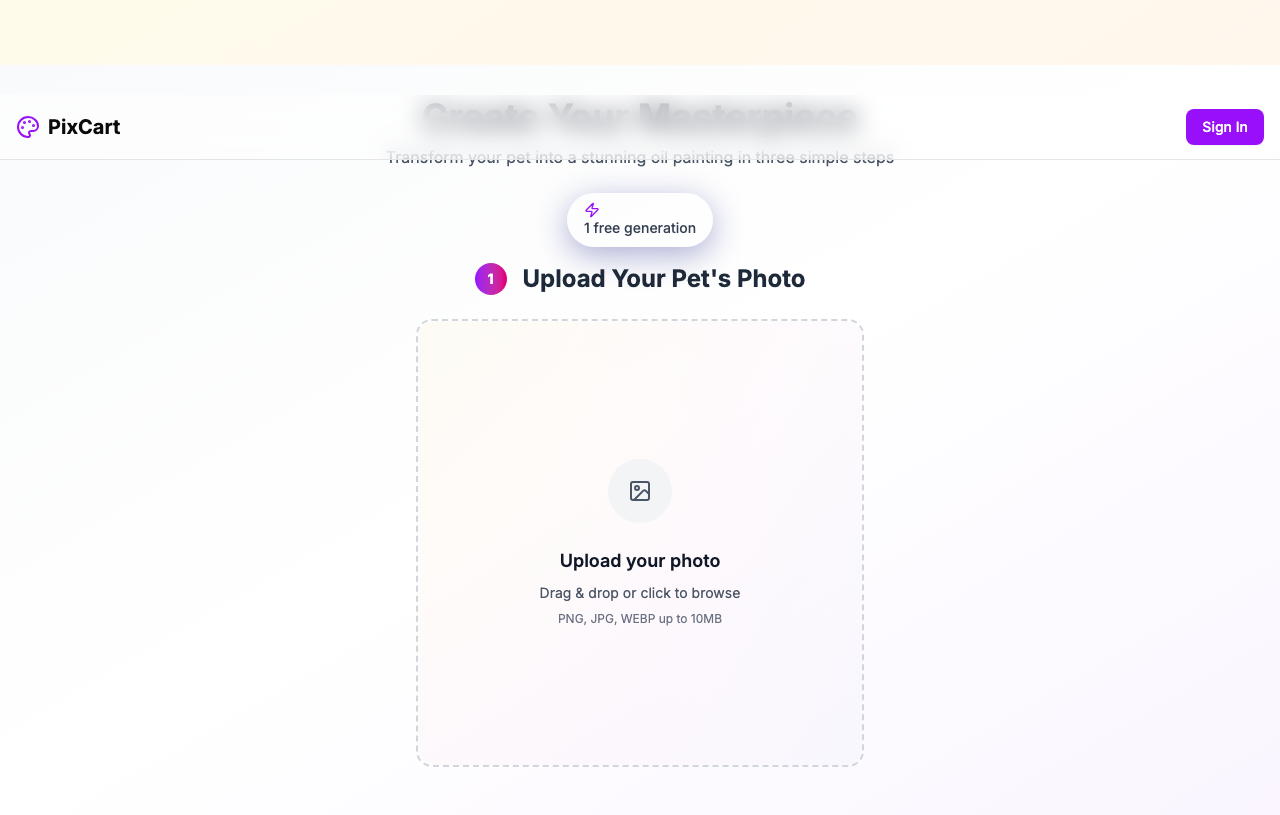 PixCart
Sign In
Create Your Masterpiece
Transform your pet into a stunning oil painting in three simple steps
1 free generation
1
Upload Your Pet's Photo
Upload your photo
Drag & drop or click to browse
PNG, JPG, WEBP up to 10MB